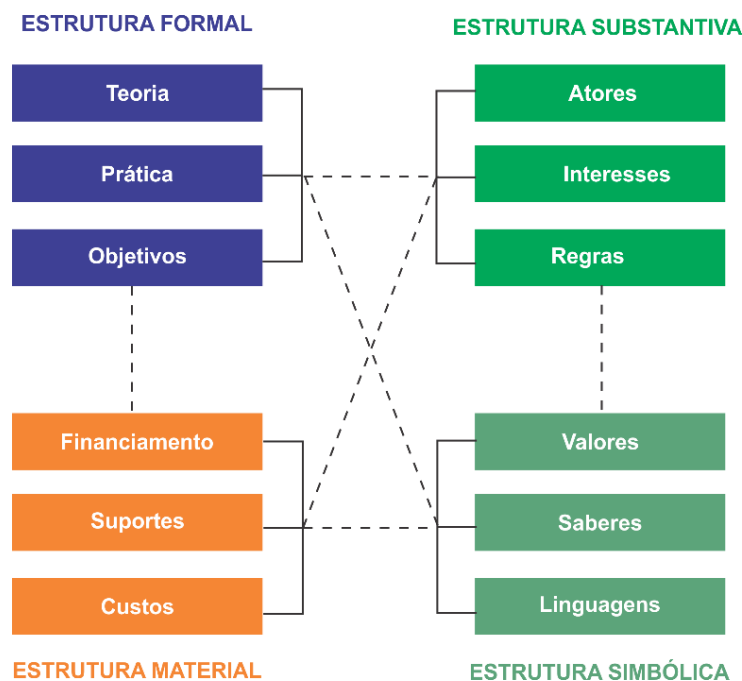 ESTRUTURA FORMAL
Teoria
Prática
Objetivos
ESTRUTURA SUBSTANTIVA
Atores
Interesses
Regras
Financiamento
Suportes
Custos
ESTRUTURA MATERIAL
Valores
Saberes
Linguagens
ESTRUTURA SIMBÓLICA